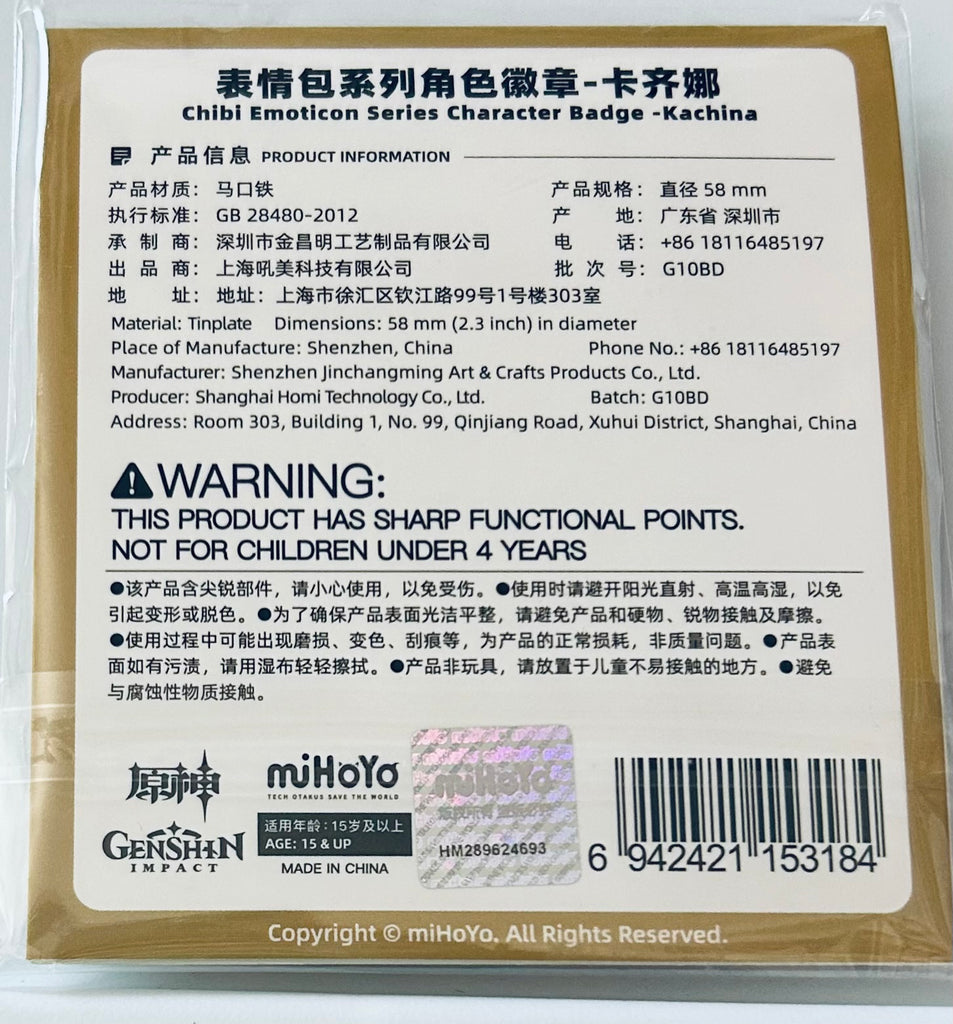 表情包系列角色徽章-卡齐娜
Chibi Emoticon Series Character Badge -Kachina
产品信息 PRODUCT INFORMATION
产品材质： 马口铁 产品规格： 直径 58 mm
执行标准： GB 28480-2012 产 地： 广东省 深圳市
承 制 商： 深圳市金昌明工艺制品有限公司 电 话： +86 18116485197
出 品 商： 上海吼美科技有限公司 批 次 号： G10BD
地 址： 地址：上海市徐汇区钦江路99号1号楼303室
Material: Tinplate Dimensions: 58 mm (2.3 inch) in diameter
Place of Manufacture: Shenzhen, China Phone No.: +86 18116485197
Manufacturer: Shenzhen Jinchangming Art & Crafts Products Co., Ltd.
Producer: Shanghai Homi Technology Co., Ltd. Batch: G10BD
Address: Room 303, Building 1, No. 99, Qinjiang Road, Xuhui District, Shanghai, China
WARNING:
THIS PRODUCT HAS SHARP FUNCTIONAL POINTS.
NOT FOR CHILDREN UNDER 4 YEARS
●该产品含尖锐部件，请小心使用，以免受伤。●使用时请避开阳光直射、高温高湿，以免
引起变形或脱色。●为了确保产品表面光洁平整，请避免产品和硬物、锐物接触及摩擦。
●使用过程中可能出现磨损、变色、刮痕等，为产品的正常损耗，非质量问题。●产品表
面如有污渍，请用湿布轻轻擦拭。●产品非玩具，请放置于儿童不易接触的地方。●避免
与腐蚀性物质接触。
原神
GENSHIN
IMPACT
miHoYo
TECH OTAKUS SAVE THE WORLD
适用年龄：15岁及以上
AGE: 15 & UP
MADE IN CHINA
miHoYo
HM289624693
6 942421 153184
Copyright © miHoYo. All Rights Reserved.